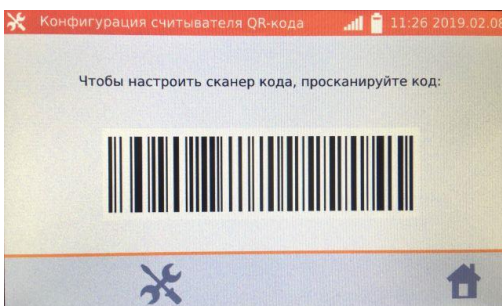 Конфигурация считывателя QR-кода 11:26 2019.02.08
Чтобы настроить сканер кода, просканируйте код: